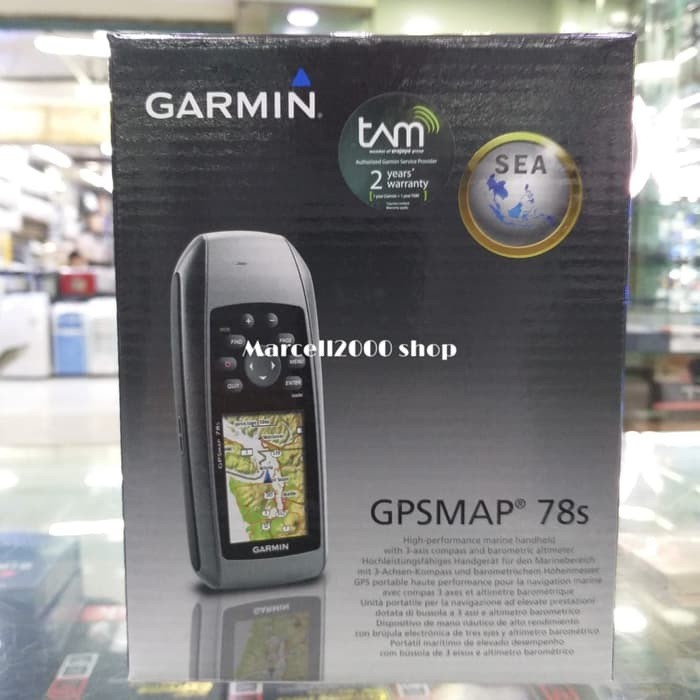 GARMIN
tam
member of erajaya group
Authorized Garmin Service Provider
2 years' warranty
SEA
Marcell2000 shop
FIND
PAGE
MENU
QUIT
ENTER
GPSMAP 78s
GARMIN
GPSMAP® 78s
High-performance marine handheld
with 3-axis compass and barometric altimeter
Hochleistungsfähiges Handgerät für den Marinebereich
mit 3-Achsen-Kompass und barometrischem Höhenmesser
GPS portable haute performance pour la navigation marine
avec compas 3 axes et altimètre barométrique
Unità portatile per la navigazione ad elevate prestazioni
dotata di bussola a 3 assi e altimetro barometrico
Dispositivo de mano náutico de alto rendimiento
con brújula electrónica de tres ejes y altímetro barométrico
Portátil marítimo de elevado desempenho
com bússola de 3 eixos e altímetro barométrico